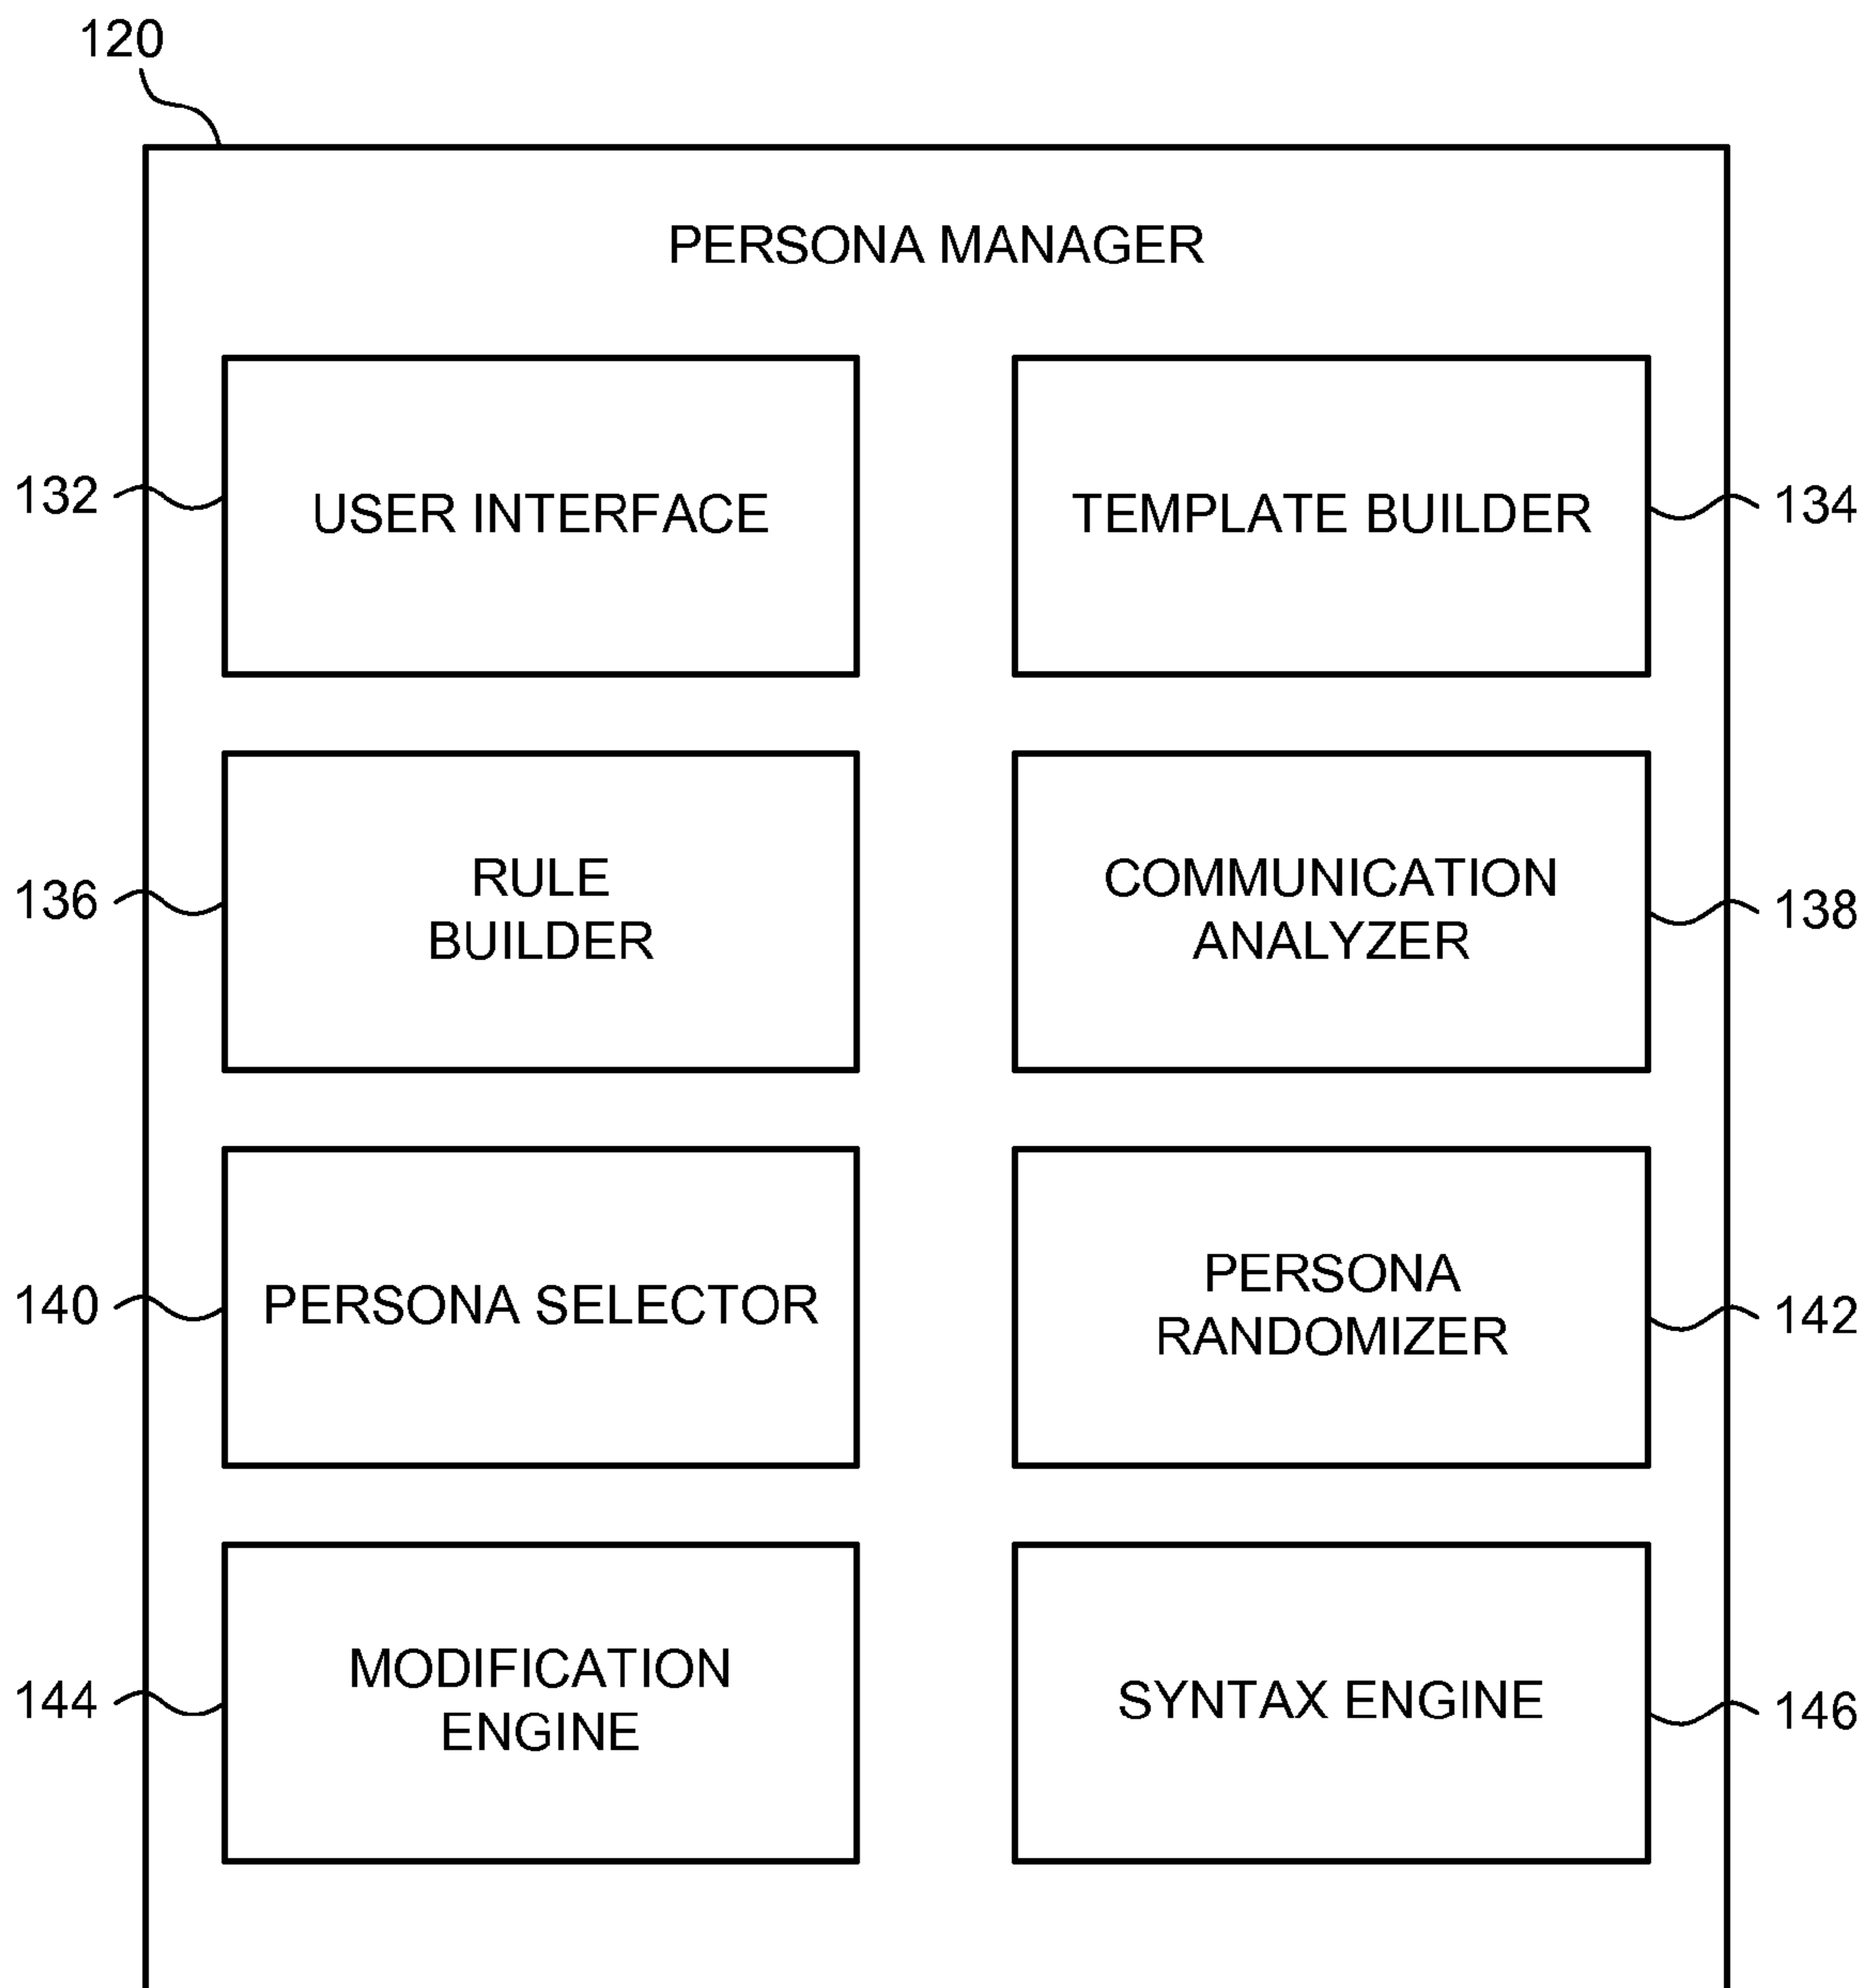 120
PERSONA MANAGER
132
USER INTERFACE
TEMPLATE BUILDER
134
136
RULE
BUILDER
COMMUNICATION
ANALYZER
138
140
PERSONA SELECTOR
PERSONA
RANDOMIZER
142
144
MODIFICATION
ENGINE
SYNTAX ENGINE
146